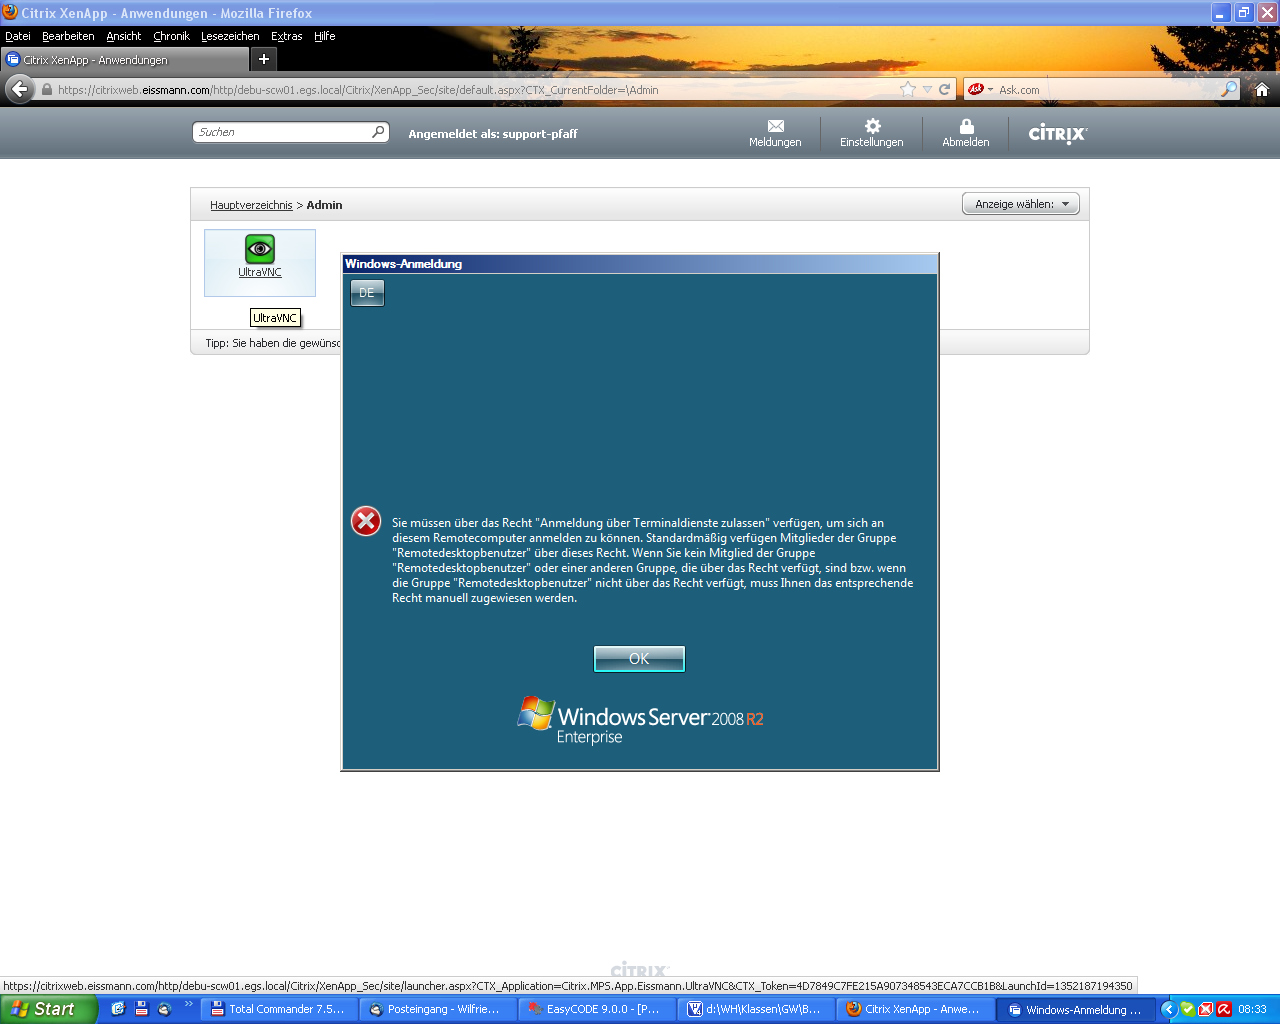 Citrix XenApp - Anwendungen - Mozilla Firefox
Datei Bearbeiten Ansicht Chronik Lesezeichen Extras Hilfe
Citrix XenApp - Anwendungen
https://citrixweb.eissmann.com/http/debu-scw01.egs.local/Citrix/XenApp_Sec/site/default.aspx?CTX_CurrentFolder=\Admin
Ask
Ask.com
Suchen
Angemeldet als: support-pfaff
Meldungen
Einstellungen
Abmelden
CITRIX
Hauptverzeichnis > Admin
Anzeige wählen:
UltraVNC
UltraVNC
Tipp: Sie haben die gewünsc
Windows-Anmeldung
DE
Sie müssen über das Recht "Anmeldung über Terminaldienste zulassen" verfügen, um sich an
diesem Remotecomputer anmelden zu können. Standardmäßig verfügen Mitglieder der Gruppe
"Remotedesktopbenutzer" über dieses Recht. Wenn Sie kein Mitglied der Gruppe
"Remotedesktopbenutzer" oder einer anderen Gruppe, die über das Recht verfügt, sind bzw. wenn
die Gruppe "Remotedesktopbenutzer" nicht über das Recht verfügt, muss Ihnen das entsprechende
Recht manuell zugewiesen werden.
OK
Windows Server 2008 R2
Enterprise
CITRIX
https://citrixweb.eissmann.com/http/debu-scw01.egs.local/Citrix/XenApp_Sec/site/launcher.aspx?CTX_Application=Citrix.MPS.App.Eissmann.UltraVNC&CTX_Token=4D7849C7FE215A907348543ECA7CCB1B&LaunchId=1352187194350
Start
Total Commander 7.5...
Posteingang - Wilfrie...
EasyCODE 9.0.0 - [P...
d:\WH\Klassen\GW\B...
Citrix XenApp - Anwe...
Windows-Anmeldung ...
08:33